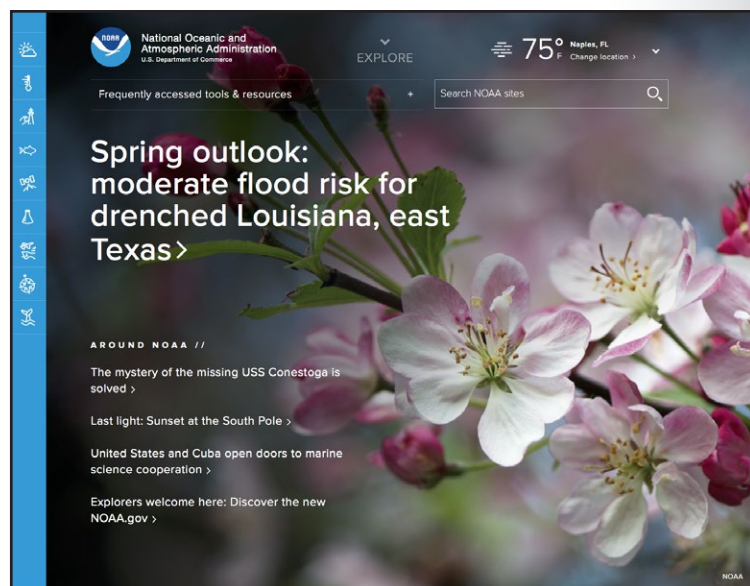 NOAA
National Oceanic and
Atmospheric Administration
U.S. Department of Commerce
EXPLORE
75°F
Naples, FL
Change location ›
Frequently accessed tools & resources +
Search NOAA sites
Spring outlook:
moderate flood risk for
drenched Louisiana, east
Texas›
AROUND NOAA //
The mystery of the missing USS Conestoga is
solved ›
Last light: Sunset at the South Pole ›
United States and Cuba open doors to marine
science cooperation ›
Explorers welcome here: Discover the new
NOAA.gov ›
NOAA